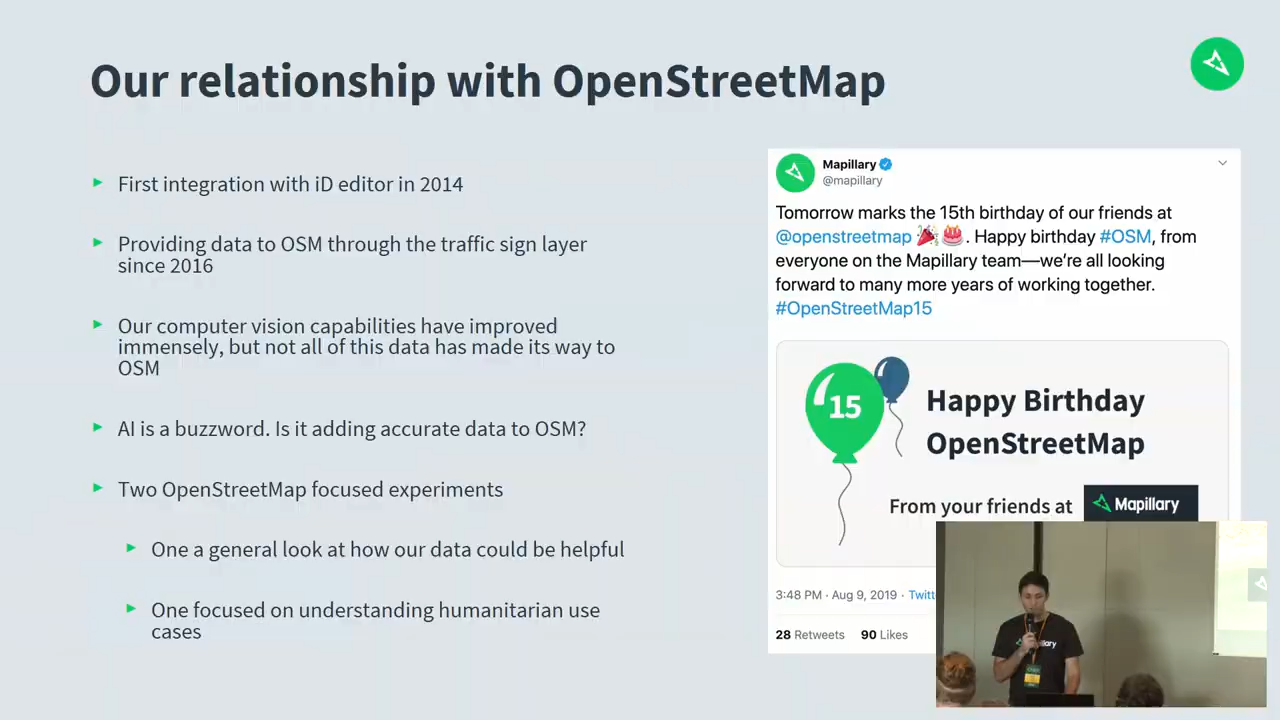 Our relationship with OpenStreetMap
First integration with iD editor in 2014
Providing data to OSM through the traffic sign layer
since 2016
Our computer vision capabilities have improved
immensely, but not all of this data has made its way to
OSM
AI is a buzzword. Is it adding accurate data to OSM?
Two OpenStreetMap focused experiments
One a general look at how our data could be helpful
One focused on understanding humanitarian use
cases
Mapillary
@mapillary
Tomorrow marks the 15th birthday of our friends at
@openstreetmap 🎉🎂. Happy birthday #OSM, from
everyone on the Mapillary team—we’re all looking
forward to many more years of working together.
#OpenStreetMap15
15
Happy Birthday
OpenStreetMap
From your friends at Mapillary
3:48 PM · Aug 9, 2019 · Twitt
28 Retweets 90 Likes